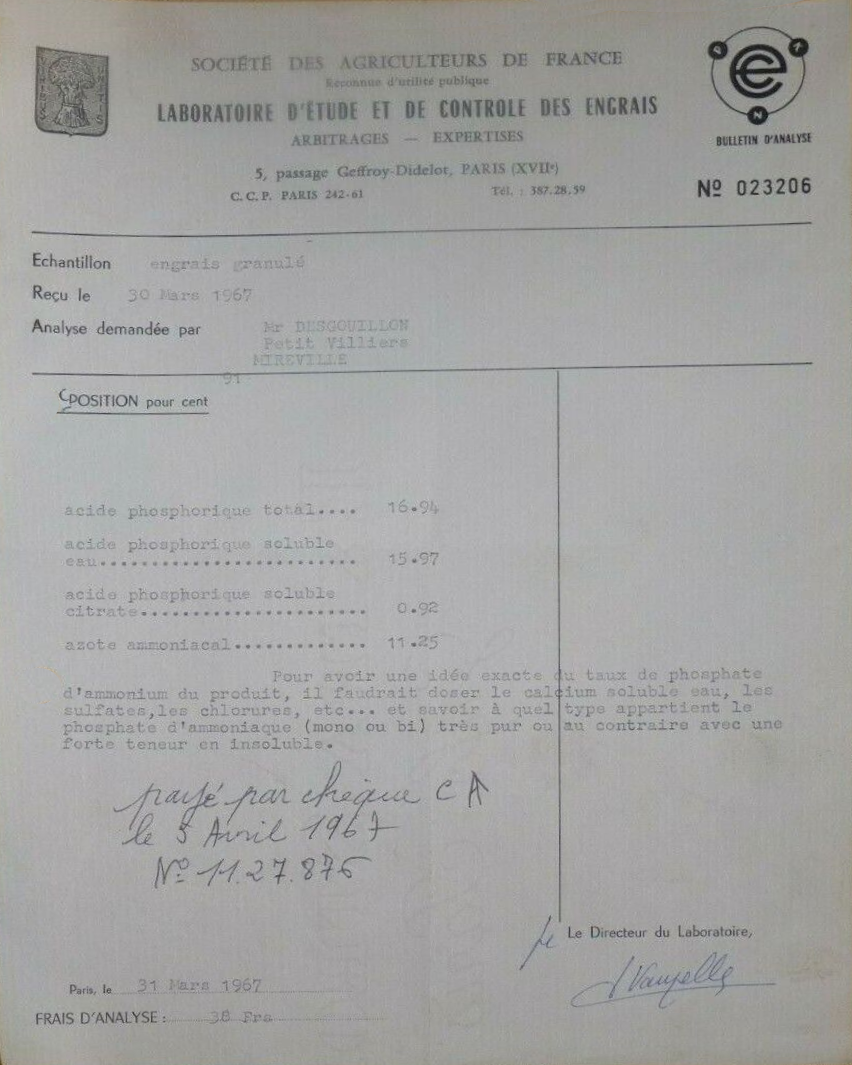 SOCIÉTÉ DES AGRICULTEURS DE FRANCE
Reconnue d'utilité publique
LABORATOIRE D'ÉTUDE ET DE CONTROLE DES ENGRAIS
ARBITRAGES — EXPERTISES
5, passage Geffroy-Didelot, PARIS (XVIIe)
C.C.P. PARIS 242-61 Tél. : 387.28.59
BULLETIN D'ANALYSE
Nº 023206
Echantillon engrais granulé
Reçu le 30 Mars 1967
Analyse demandée par Mr DESGOUILLON
Petit Villiers
MIREVILLE
91
CPOSITION pour cent
acide phosphorique total.... 16.94
acide phosphorique soluble
eau........................ 15.97
acide phosphorique soluble
citrate..................... 0.92
azote ammoniacal............. 11.25
Pour avoir une idée exacte du taux de phosphate
d'ammonium du produit, il faudrait doser le calcium soluble eau, les
sulfates,les chlorures, etc... et savoir à quel type appartient le
phosphate d'ammoniaque (mono ou bi) très pur ou au contraire avec une
forte teneur en insoluble.
payé par chèque C A
le 5 Avril 1967
Nº 11.27.876
Le Directeur du Laboratoire,
Paris, le 31 Mars 1967
FRAIS D'ANALYSE : 38 Frs